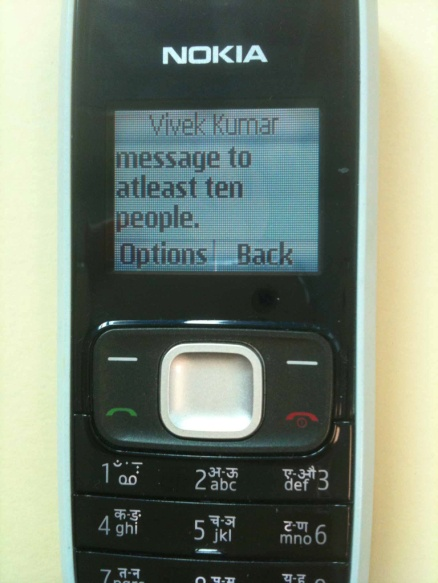 NOKIA
Vivek Kumar
message to
atleast ten
people.
Options Back
1
2 अ-ऊ abc
ए-औ def 3
4 क-ङ ghi
5 च-ञ jkl
ट-ण mno 6
7 त-न